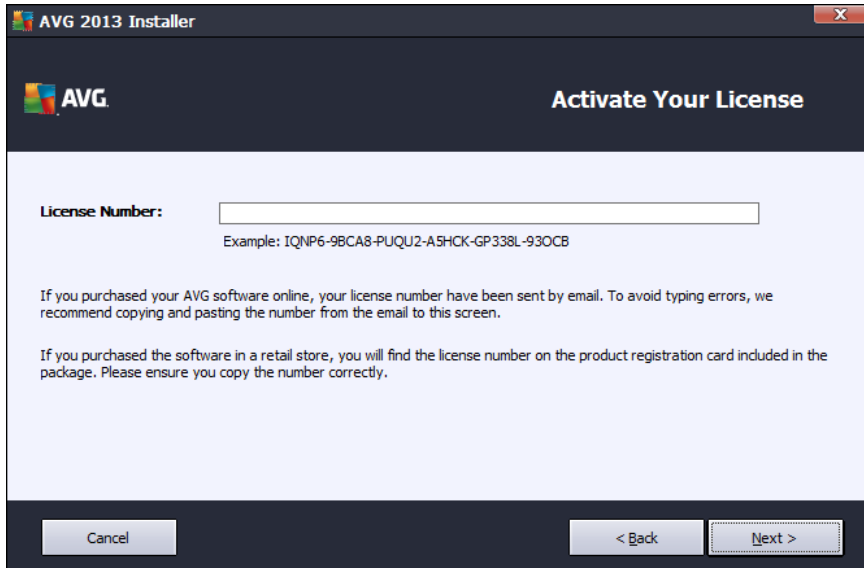 AVG 2013 Installer
X
AVG.
Activate Your License
License Number:
Example: IQNP6-9BCA8-PUQU2-A5HCK-GP338L-93OCB
If you purchased your AVG software online, your license number have been sent by email. To avoid typing errors, we
recommend copying and pasting the number from the email to this screen.
If you purchased the software in a retail store, you will find the license number on the product registration card included in the
package. Please ensure you copy the number correctly.
Cancel
< Back
Next >